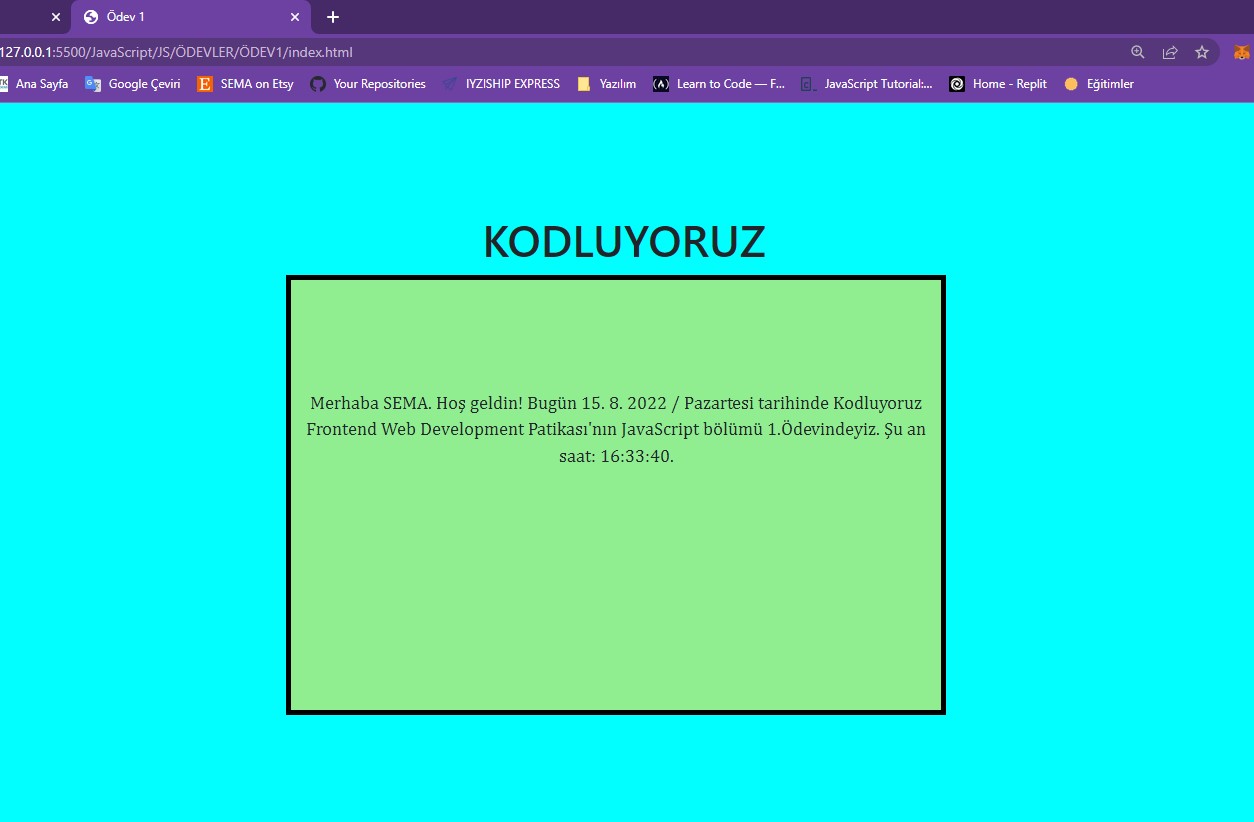 Ödev 1
127.0.0.1:5500/JavaScript/JS/ÖDEVLER/ÖDEV1/index.html
Ana Sayfa Google Çeviri SEMA on Etsy Your Repositories IYZISHIP EXPRESS Yazılım Learn to Code — F... JavaScript Tutorial:... Home - Replit Eğitimler
KODLUYORUZ
Merhaba SEMA. Hoş geldin! Bugün 15. 8. 2022 / Pazartesi tarihinde Kodluyoruz
Frontend Web Development Patikası'nın JavaScript bölümü 1.Ödevindeyiz. Şu an
saat: 16:33:40.